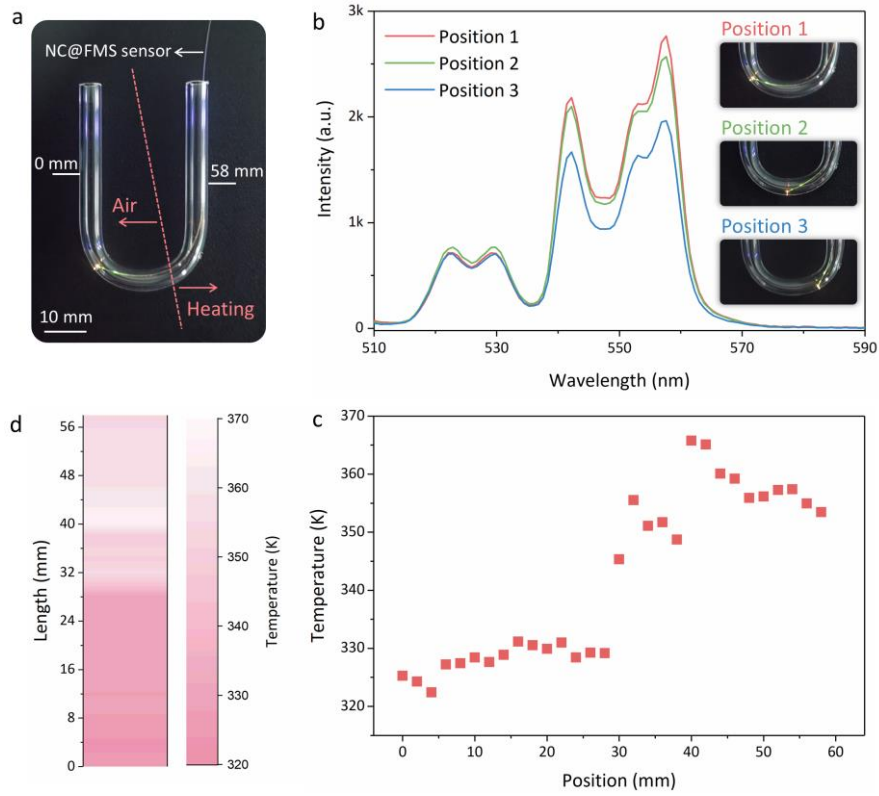 a
NC@FMS sensor
0 mm
58 mm
Air
Heating
10 mm
b
3k
2k
1k
0
Intensity (a.u.)
510
530
550
570
590
Wavelength (nm)
Position 1
Position 2
Position 3
Position 1
Position 2
Position 3
d
56
48
40
32
24
16
8
0
Length (mm)
370
360
350
340
330
320
Temperature (K)
c
370
360
350
340
330
320
Temperature (K)
0
10
20
30
40
50
60
Position (mm)